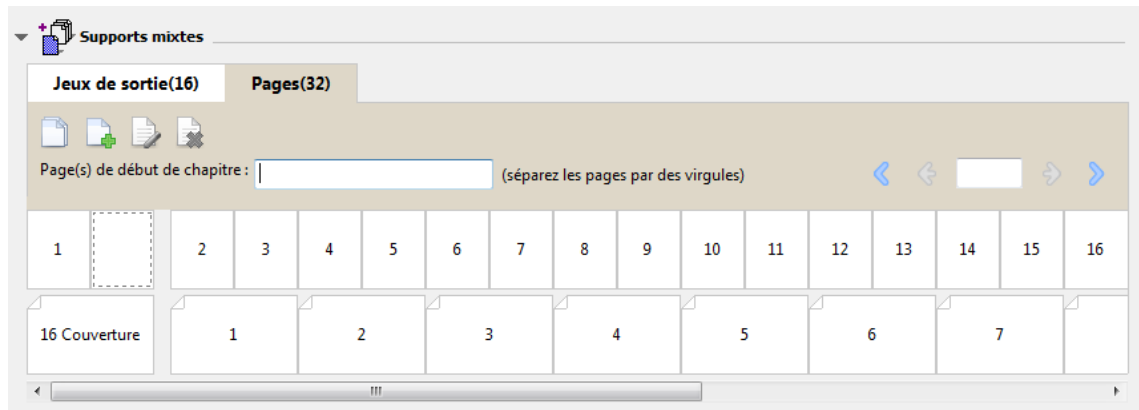 Supports mixtes
Jeux de sortie(16) Pages(32)
Page(s) de début de chapitre : (séparez les pages par des virgules)
1 2 3 4 5 6 7 8 9 10 11 12 13 14 15 16
16 Couverture 1 2 3 4 5 6 7